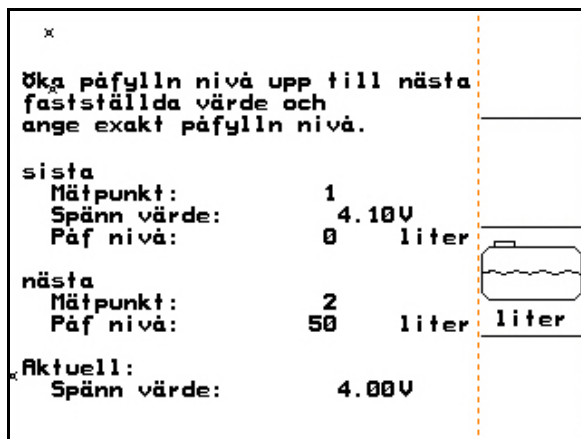 Öka påfylln nivå upp till nästa
fastställda värde och
ange exakt påfylln nivå.
sista
Mätpunkt: 1
Spänn värde: 4.10V
Påf nivå: 0 liter
nästa
Mätpunkt: 2
Påf nivå: 50 liter
liter
Aktuell:
Spänn värde: 4.00V